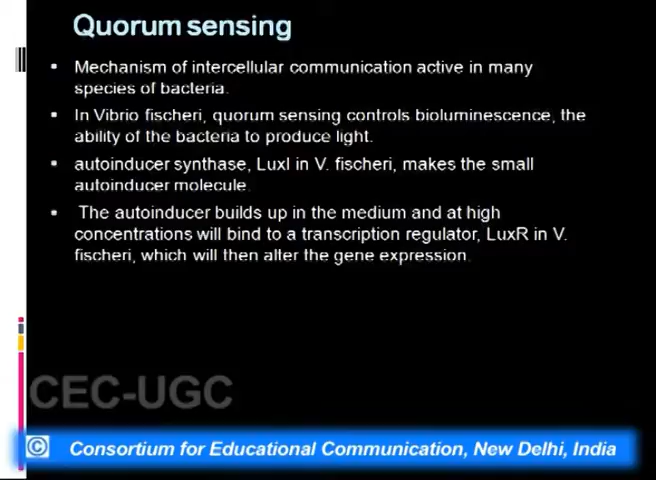 Quorum sensing
▪ Mechanism of intercellular communication active in many
species of bacteria.
▪ In Vibrio fischeri, quorum sensing controls bioluminescence, the
ability of the bacteria to produce light.
▪ autoinducer synthase, LuxI in V. fischeri, makes the small
autoinducer molecule.
▪ The autoinducer builds up in the medium and at high
concentrations will bind to a transcription regulator, LuxR in V.
fischeri, which will then alter the gene expression.
CEC-UGC
© Consortium for Educational Communication, New Delhi, India